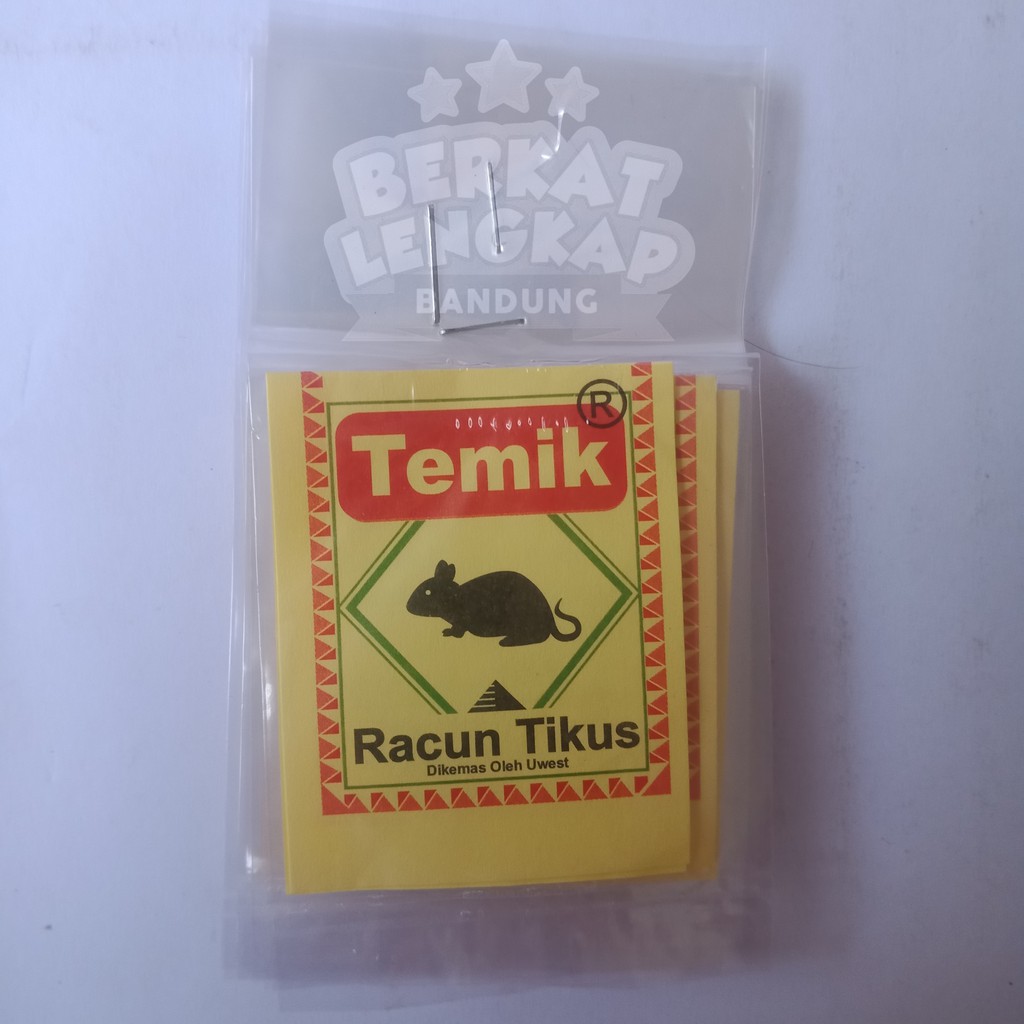 BERKAT
LENGKAP
BANDUNG
Temik
®
Racun Tikus
Dikemas Oleh Uwest